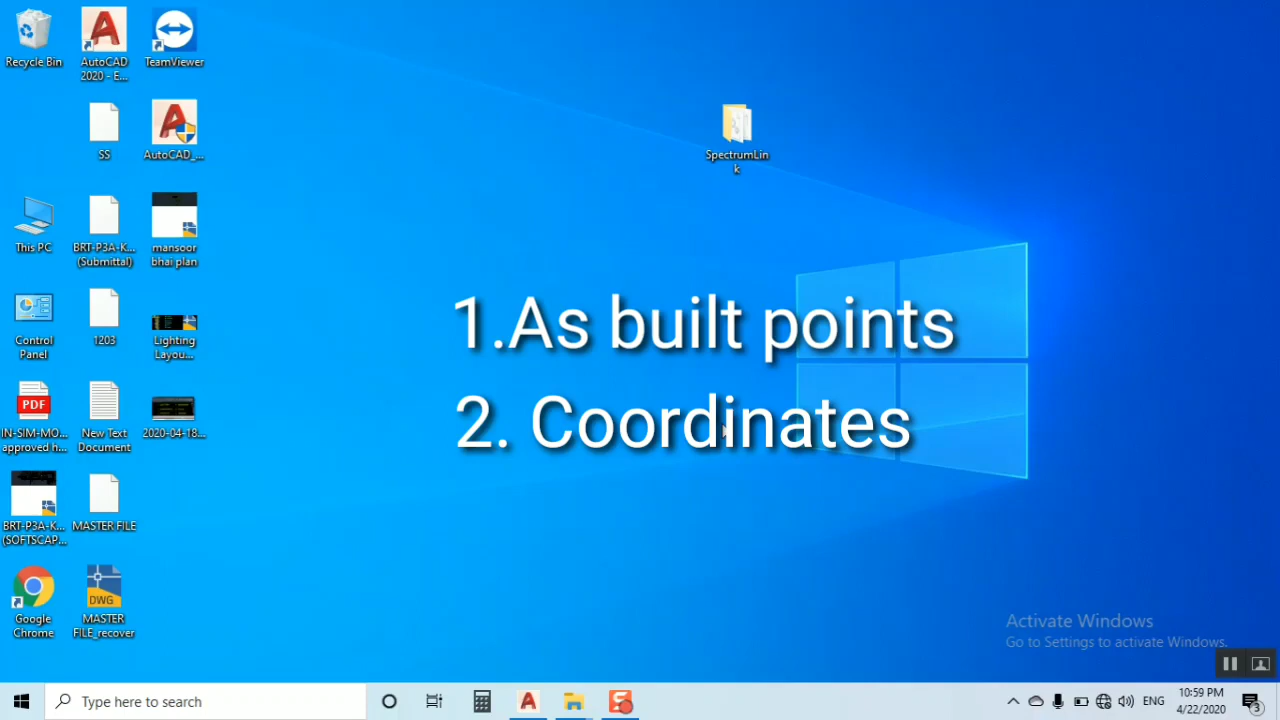 Recycle Bin
AutoCAD
2020 - E...
TeamViewer
SS
AutoCAD_...
SpectrumLin
k
This PC
BRT-P3A-K...
(Submittal)
mansoor
bhai plan
1.As built points
2. Coordinates
Control
Panel
1203
Lighting
Layou...
PDF
IN-SIM-MO...
approved h...
New Text
Document
2020-04-18...
BRT-P3A-K...
(SOFTSCAP...
MASTER FILE
Google
Chrome
DWG
MASTER
FILE_recover
Activate Windows
Go to Settings to activate Windows.
Type here to search
ENG
10:59 PM
4/22/2020
3